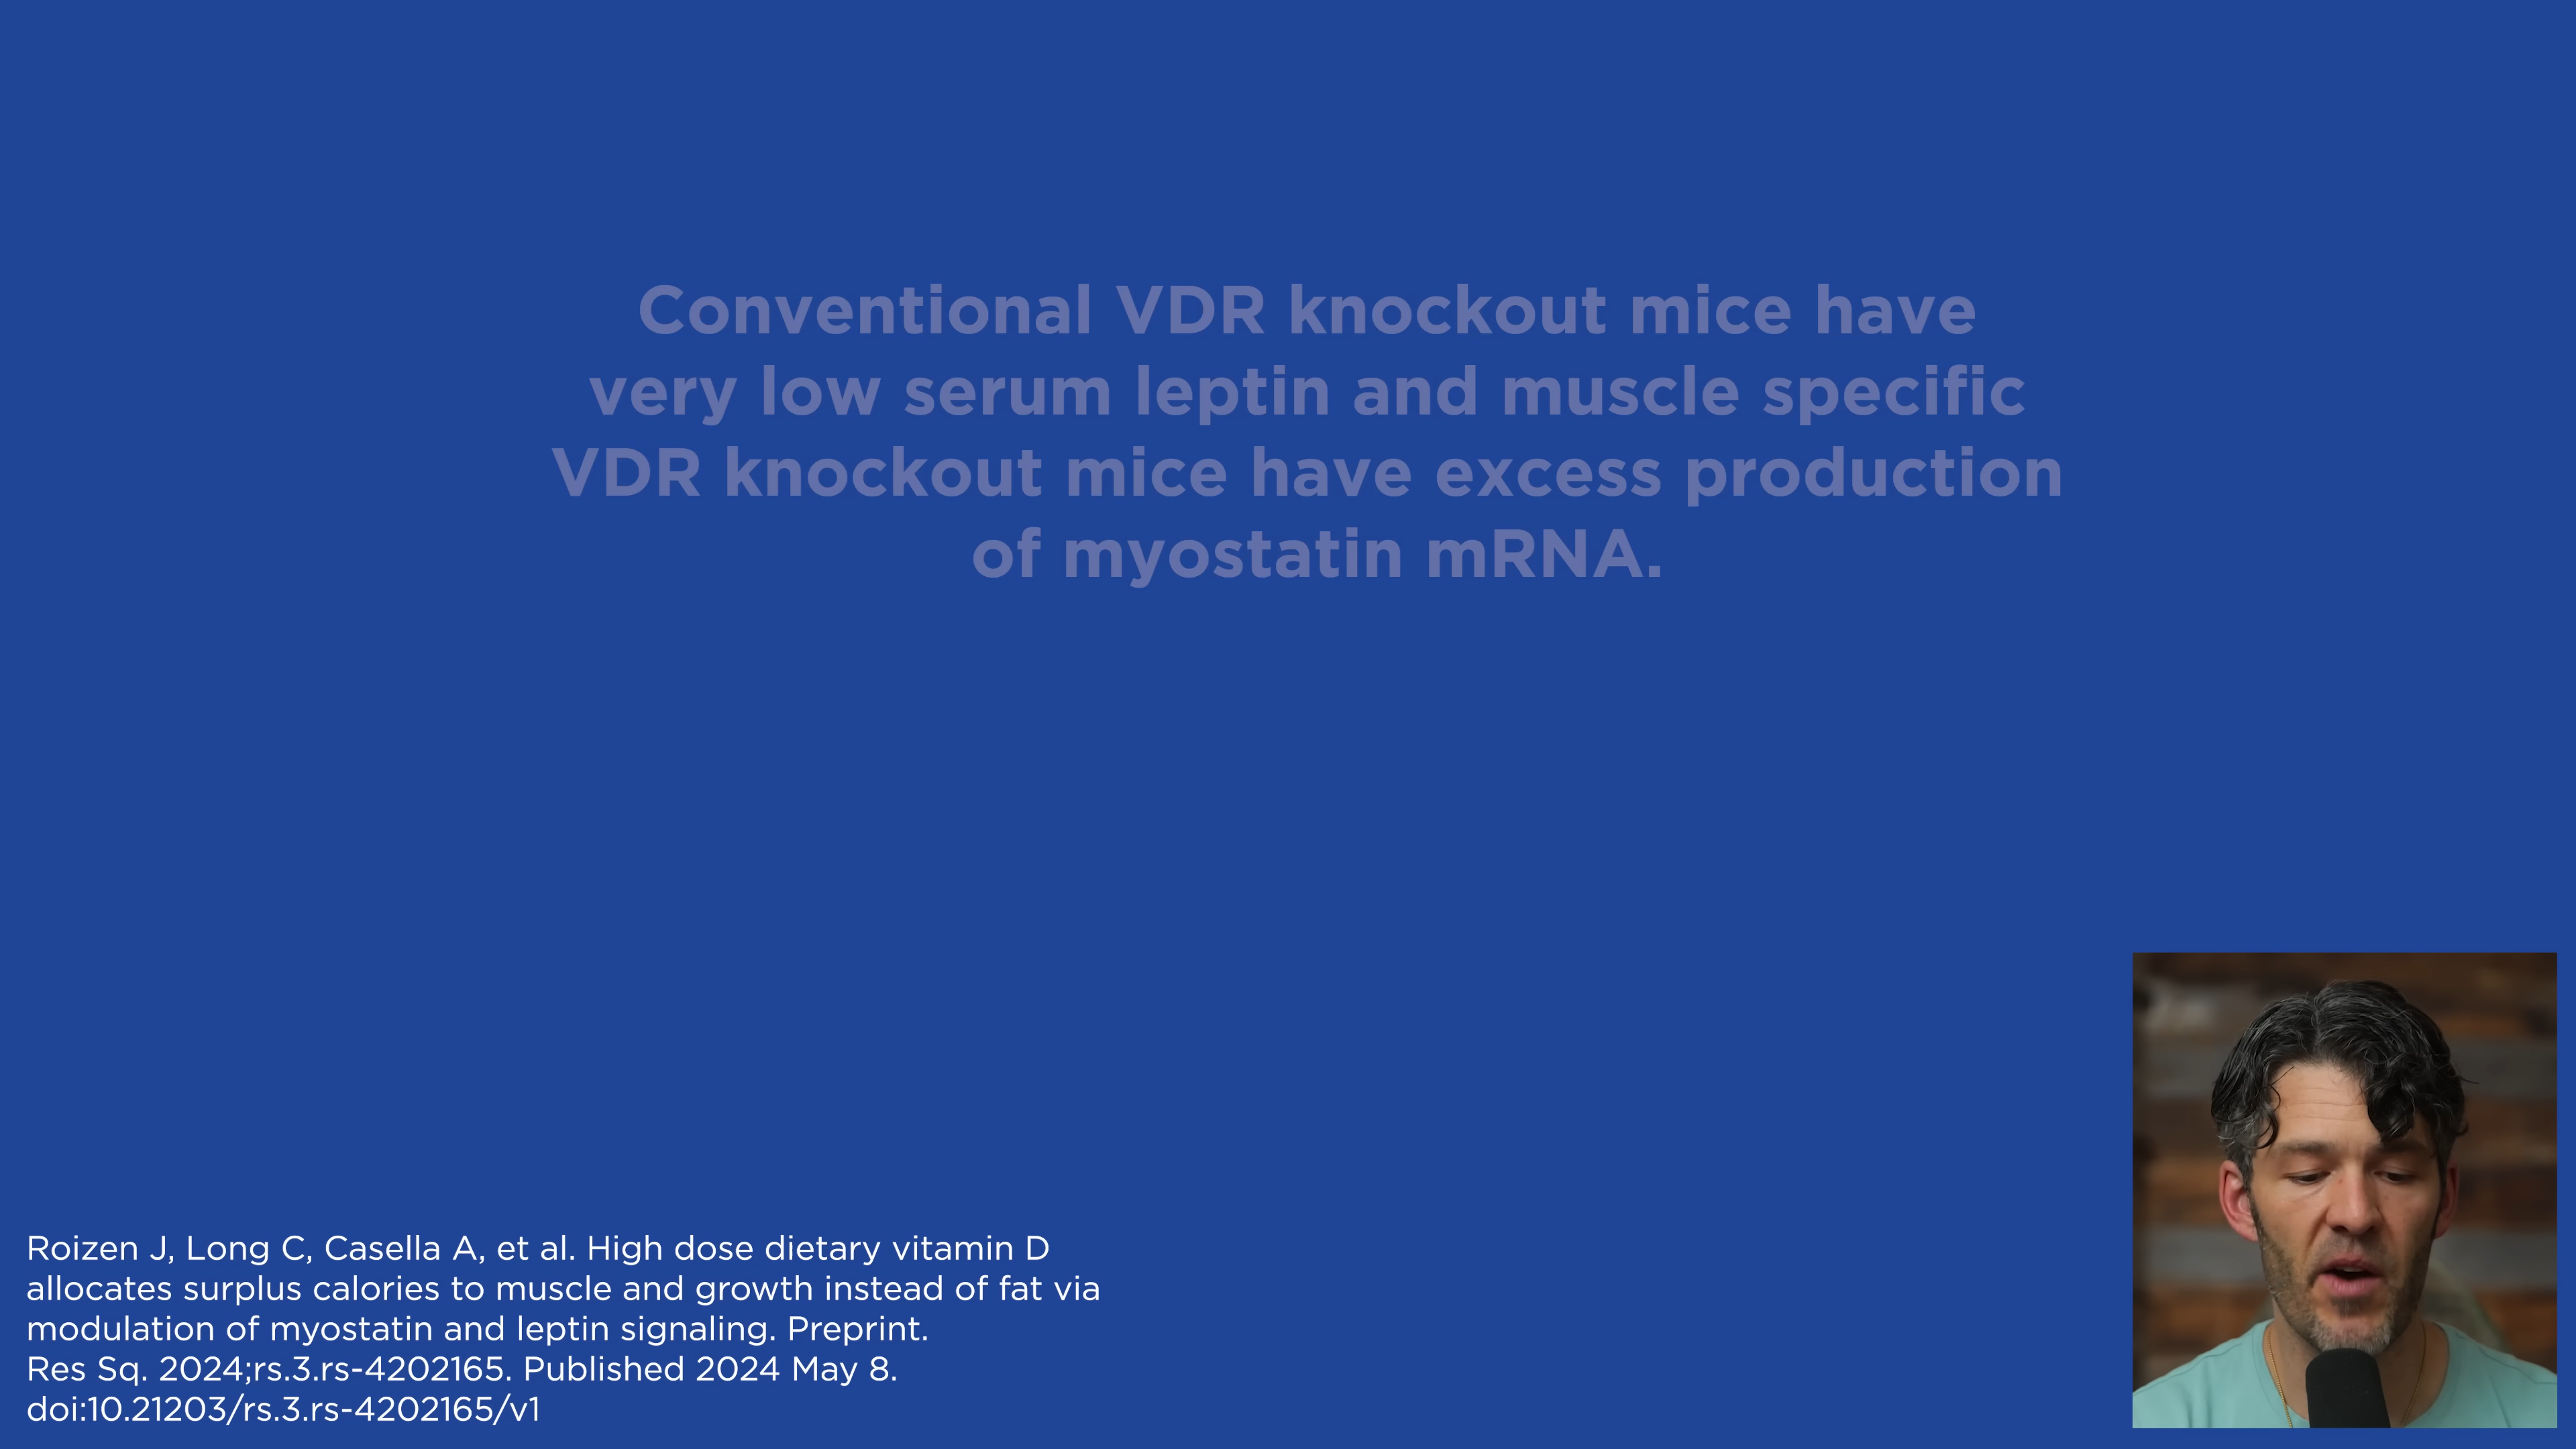 Conventional VDR knockout mice have
very low serum leptin and muscle specific
VDR knockout mice have excess production
of myostatin mRNA.
Roizen J, Long C, Casella A, et al. High dose dietary vitamin D
allocates surplus calories to muscle and growth instead of fat via
modulation of myostatin and leptin signaling. Preprint.
Res Sq. 2024;rs.3.rs-4202165. Published 2024 May 8.
doi:10.21203/rs.3.rs-4202165/v1